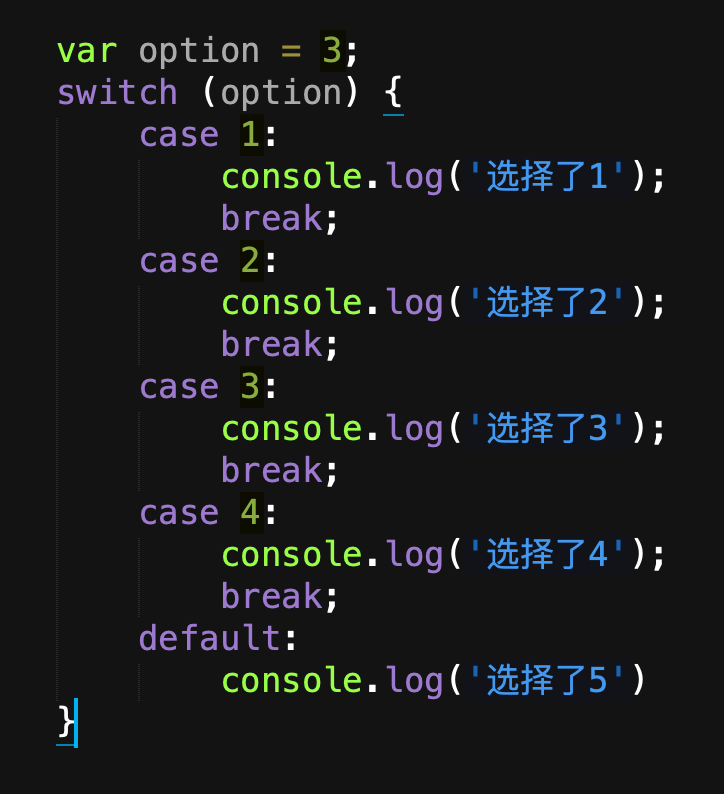 var option = 3;
switch (option) {
    case 1:
        console.log('选择了1');
        break;
    case 2:
        console.log('选择了2');
        break;
    case 3:
        console.log('选择了3');
        break;
    case 4:
        console.log('选择了4');
        break;
    default:
        console.log('选择了5')
}